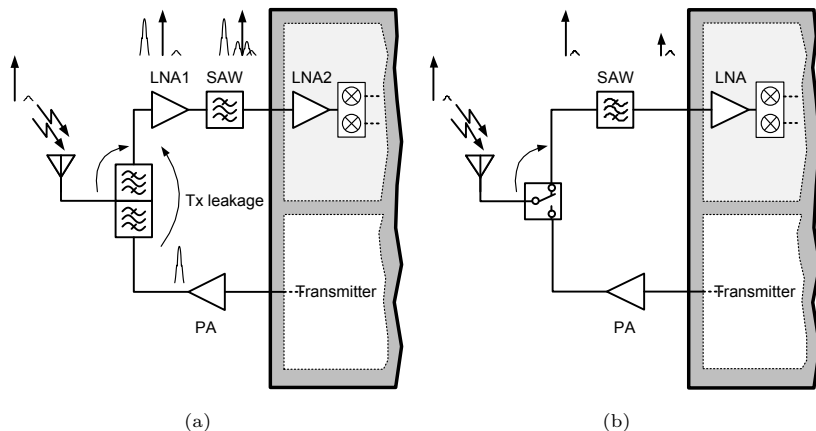 LNA1 SAW LNA2
Tx leakage
PA
Transmitter
(a)
SAW LNA
PA
Transmitter
(b)